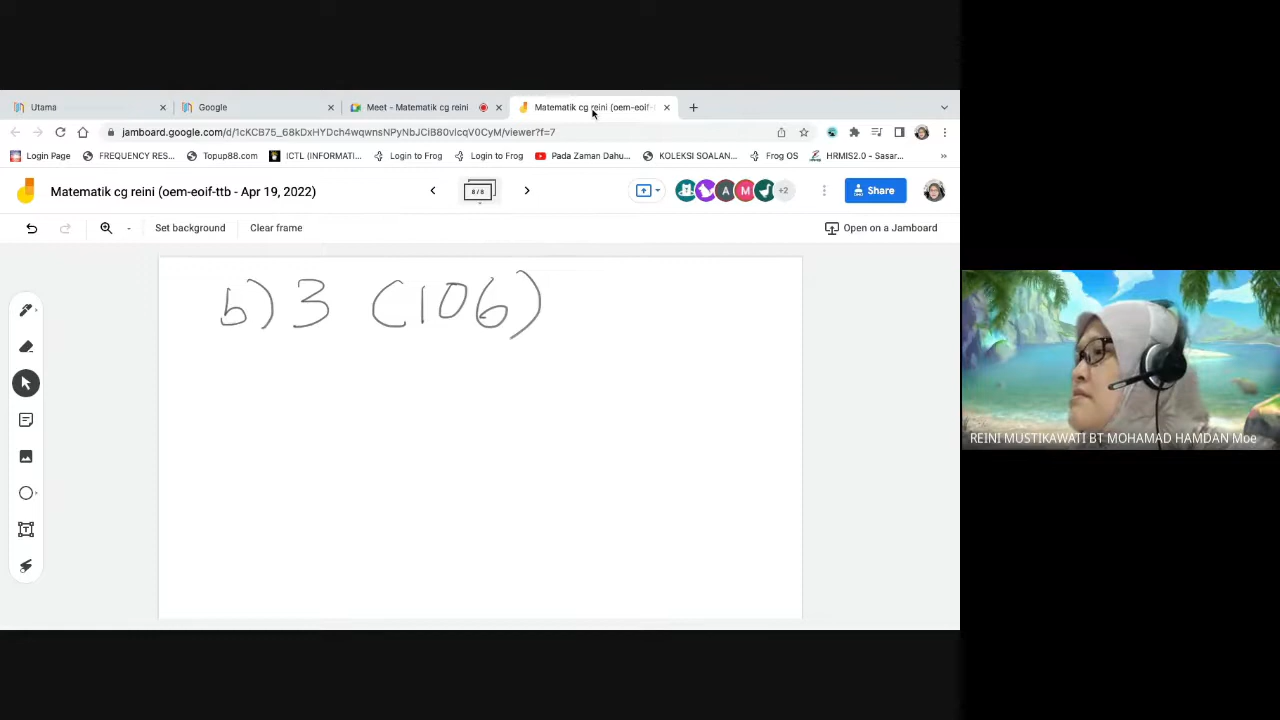 Utama
Google
Meet - Matematik cg reini
Matematik cg reini (oem-eoif-
jamboard.google.com/d/1cKCB75_68kDxHYDch4wqwnsNPyNbJCiB80vIcqV0CyM/viewer?f=7
Login Page
FREQUENCY RES...
Topup88.com
ICTL (INFORMATI...
Login to Frog
Login to Frog
Pada Zaman Dahu...
KOLEKSI SOALAN...
Frog OS
HRMIS2.0 - Sasar...
»
Matematik cg reini (oem-eoif-ttb - Apr 19, 2022)
8/8
A
M
+2
Share
Set background
Clear frame
Open on a Jamboard
b) 3 (106)
REINI MUSTIKAWATI BT MOHAMAD HAMDAN Moe